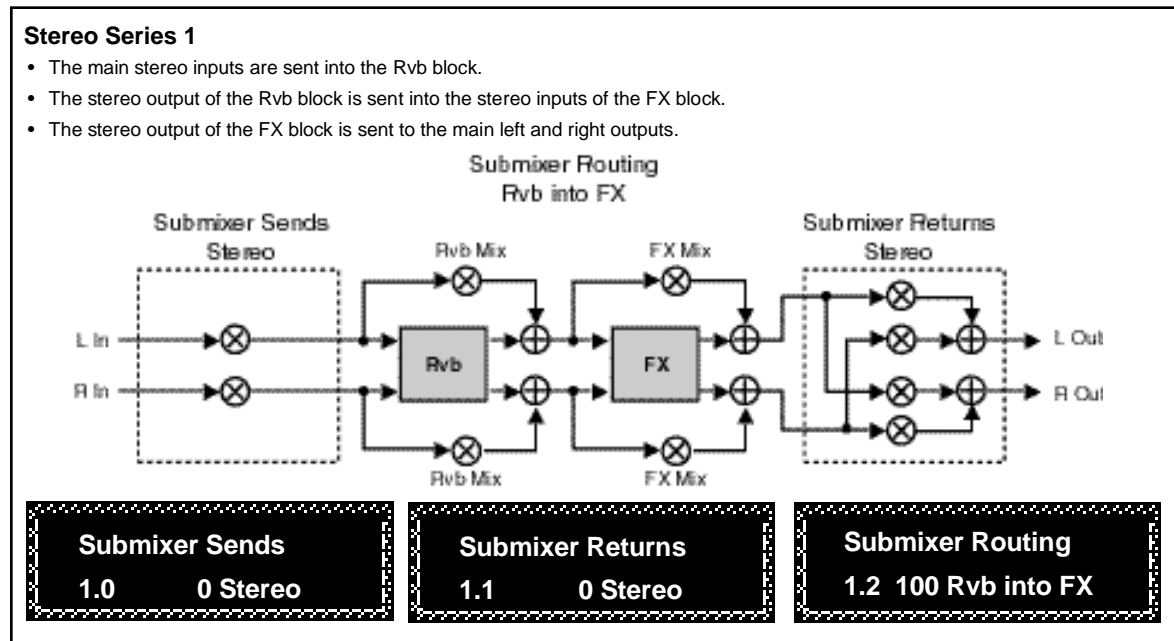 Stereo Series 1
• The main stereo inputs are sent into the Rvb block.
• The stereo output of the Rvb block is sent into the stereo inputs of the FX block.
• The stereo output of the FX block is sent to the main left and right outputs.
Submixer Routing
Rvb into FX
Submixer Sends
Stereo
Submixer Returns
Stereo
Rvb Mix
FX Mix
L In
Rvb
FX
L Out
R In
R Out
Rvb Mix
FX Mix
Submixer Sends
1.0 0 Stereo
Submixer Returns
1.1 0 Stereo
Submixer Routing
1.2 100 Rvb into FX